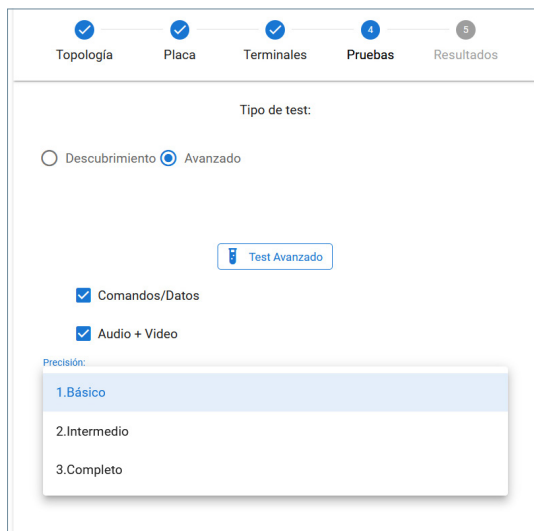 4 5
Topología Placa Terminales Pruebas Resultados
Tipo de test:
Descubrimiento Avanzado
Test Avanzado
Comandos/Datos
Audio + Video
Precisión:
1.Básico
2.Intermedio
3.Completo